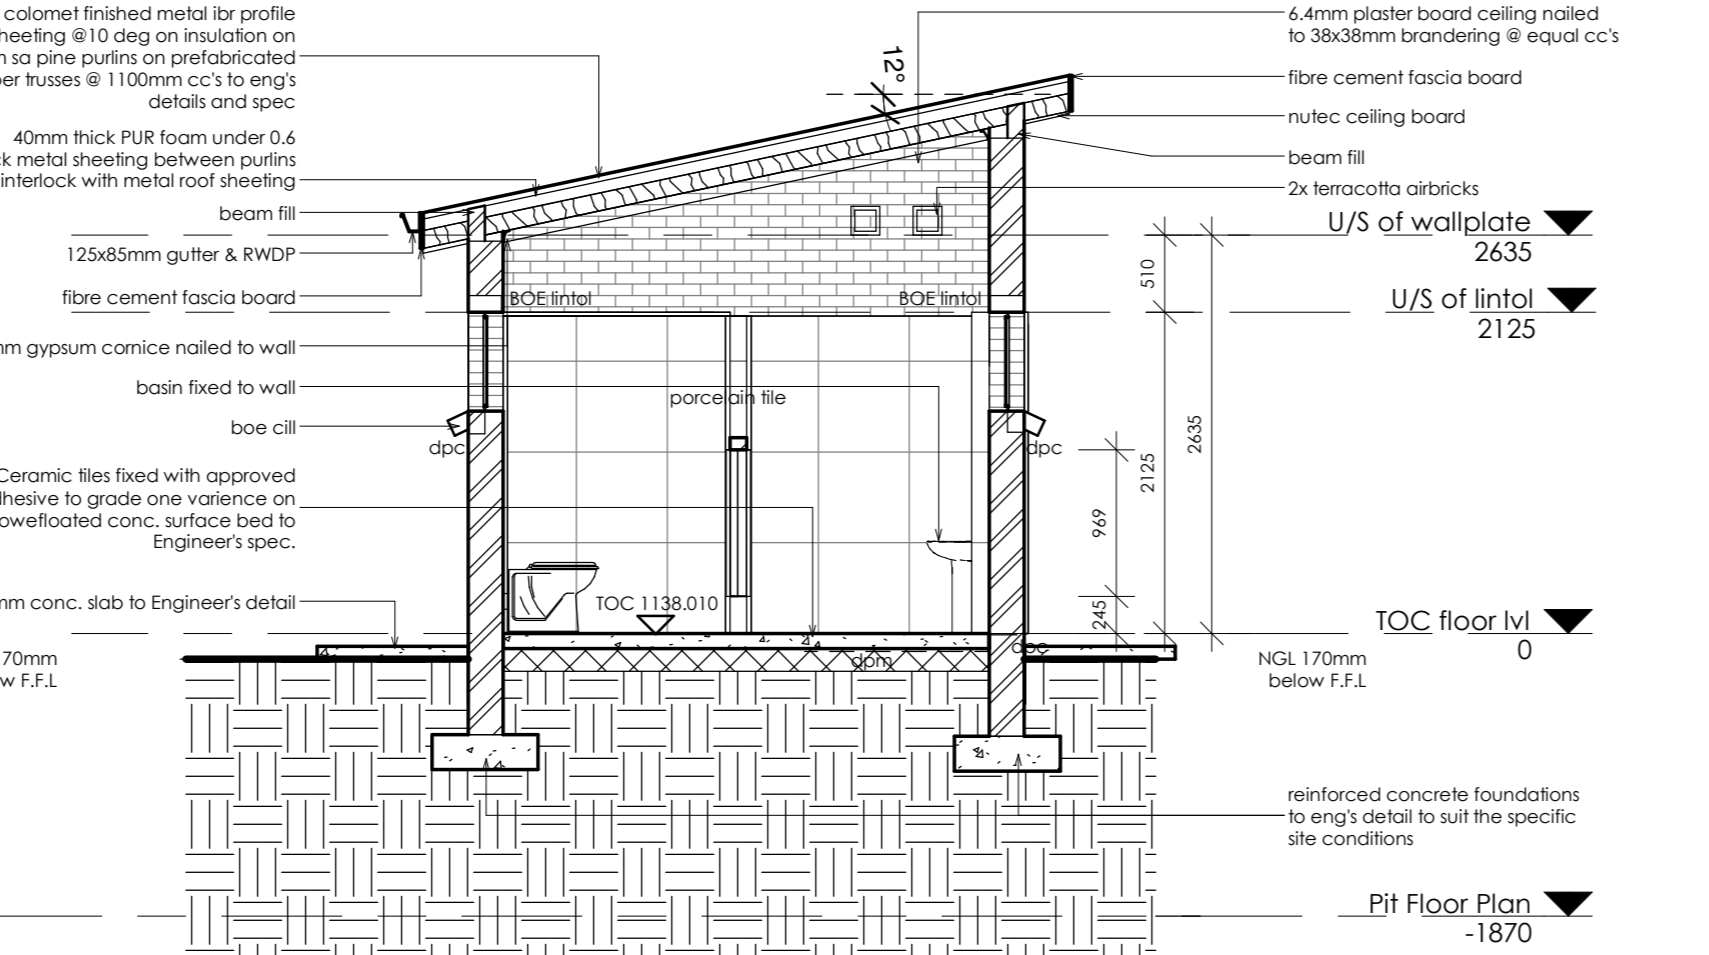 colomet finished metal ibr profile
heeting @10 deg on insulation on
sa pine purlins on prefabricated
er trusses @ 1100mm cc's to eng's
details and spec
40mm thick PUR foam under 0.6
ck metal sheeting between purlins
interlock with metal roof sheeting
beam fill
125x85mm gutter & RWDP
fibre cement fascia board
mm gypsum cornice nailed to wall
basin fixed to wall
boe cill
Ceramic tiles fixed with approved
hesive to grade one varience on
owefloated conc. surface bed to
Engineer's spec.
mm conc. slab to Engineer's detail
70mm
w F.F.L
12°
BOE lintol
BOE lintol
porcelain tile
dpc
dpc
TOC 1138.010
dpm
dpc
6.4mm plaster board ceiling nailed
to 38x38mm brandering @ equal cc's
fibre cement fascia board
nutec ceiling board
beam fill
2x terracotta airbricks
U/S of wallplate
2635
U/S of lintol
2125
510
2635
2125
969
245
TOC floor lvl
0
NGL 170mm
below F.F.L
reinforced concrete foundations
to eng's detail to suit the specific
site conditions
Pit Floor Plan
-1870